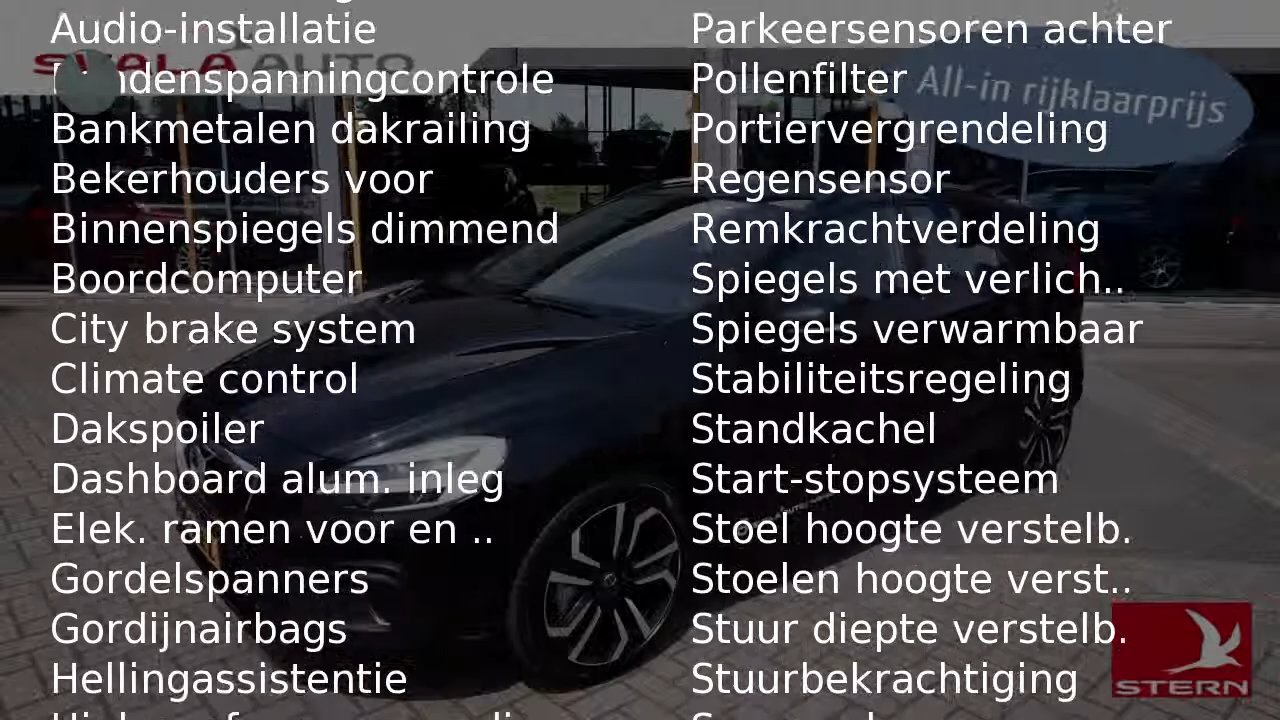 Audio-installatie
Bandenspanningcontrole
Bankmetalen dakrailing
Bekerhouders voor
Binnenspiegels dimmend
Boordcomputer
City brake system
Climate control
Dakspoiler
Dashboard alum. inleg
Elek. ramen voor en ..
Gordelspanners
Gordijnairbags
Hellingassistentie
Parkeersensoren achter
Pollenfilter
Portiervergrendeling
Regensensor
Remkrachtverdeling
Spiegels met verlich..
Spiegels verwarmbaar
Stabiliteitsregeling
Standkachel
Start-stopsysteem
Stoel hoogte verstelb.
Stoelen hoogte verst..
Stuur diepte verstelb.
Stuurbekrachtiging
All-in rijklaarprijs
AUTO
STERN